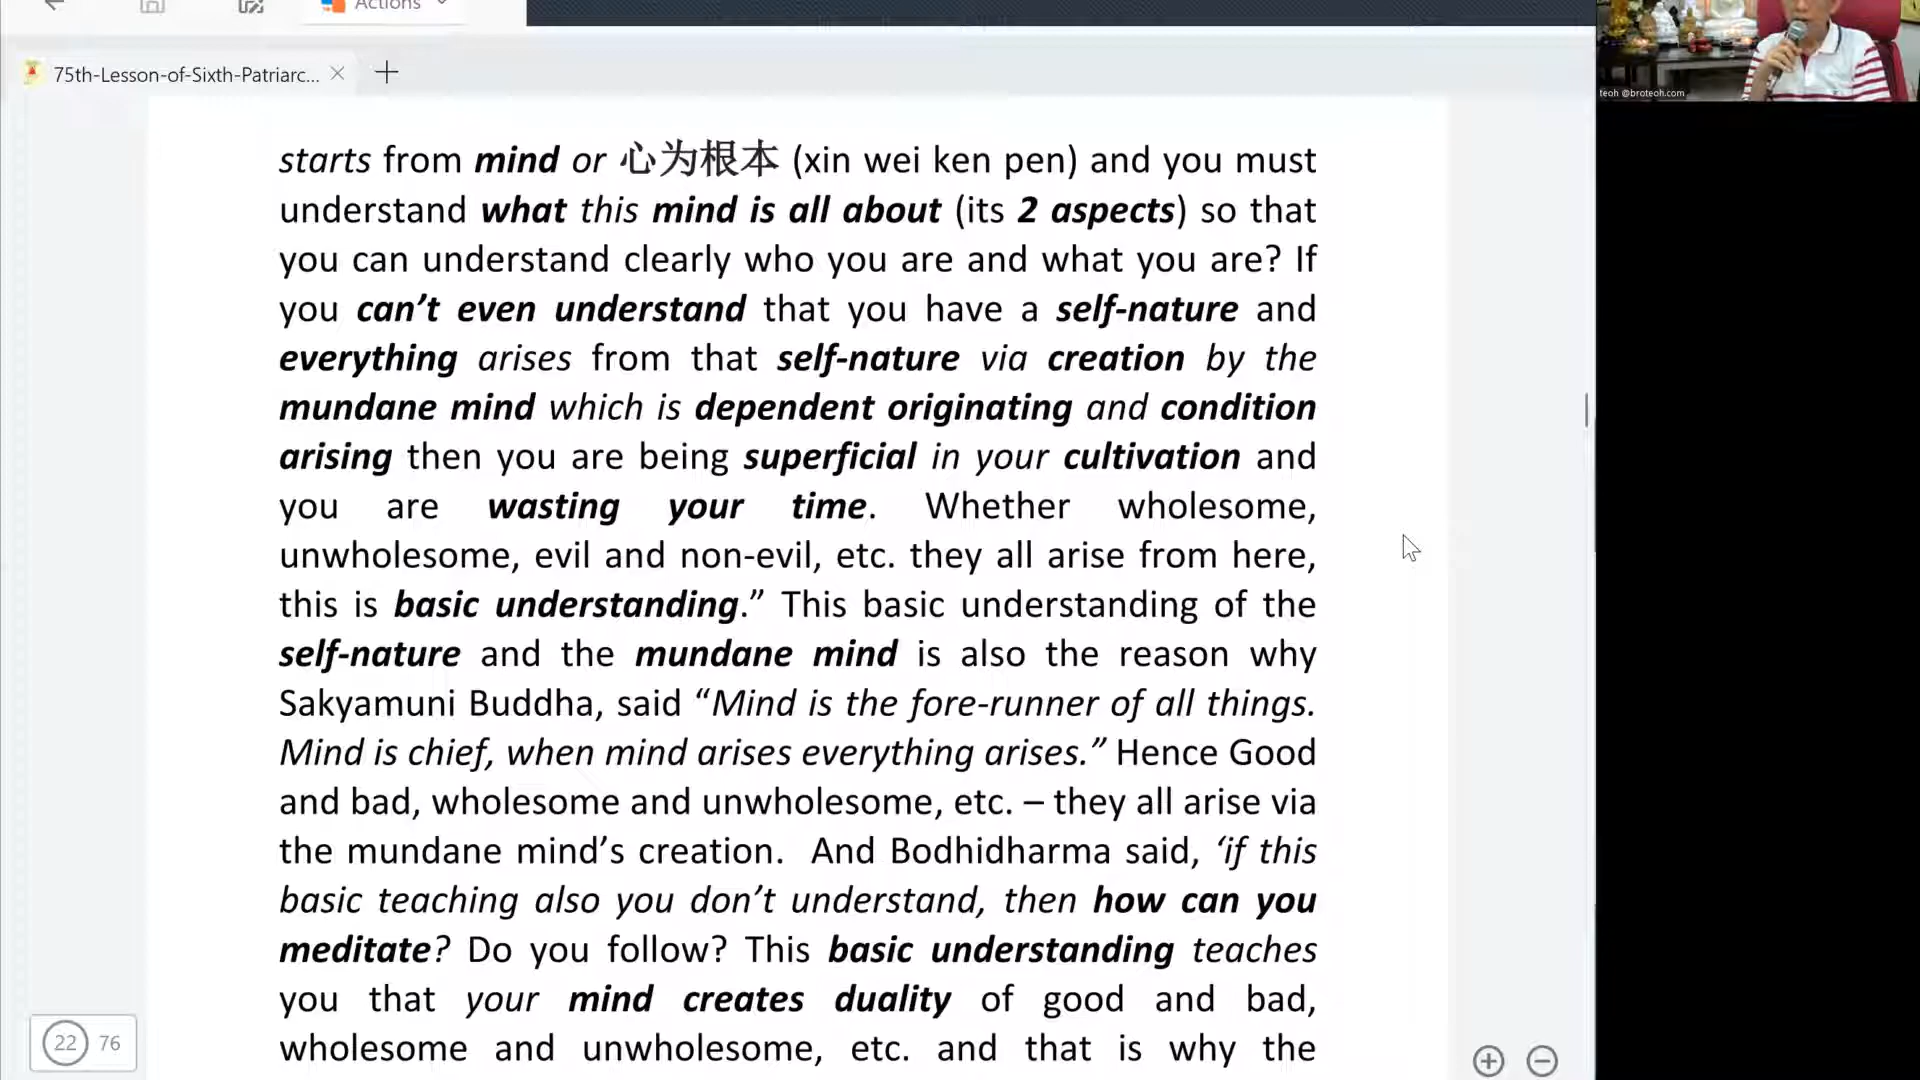 Actions
75th-Lesson-of-Sixth-Patriarc...
teoh @broteoh.com
starts from mind or 心为根本 (xin wei ken pen) and you must
understand what this mind is all about (its 2 aspects) so that
you can understand clearly who you are and what you are? If
you can’t even understand that you have a self-nature and
everything arises from that self-nature via creation by the
mundane mind which is dependent originating and condition
arising then you are being superficial in your cultivation and
you are wasting your time. Whether wholesome,
unwholesome, evil and non-evil, etc. they all arise from here,
this is basic understanding.” This basic understanding of the
self-nature and the mundane mind is also the reason why
Sakyamuni Buddha, said “Mind is the fore-runner of all things.
Mind is chief, when mind arises everything arises.” Hence Good
and bad, wholesome and unwholesome, etc. – they all arise via
the mundane mind’s creation. And Bodhidharma said, ‘if this
basic teaching also you don’t understand, then how can you
meditate? Do you follow? This basic understanding teaches
you that your mind creates duality of good and bad,
wholesome and unwholesome, etc. and that is why the
22 76